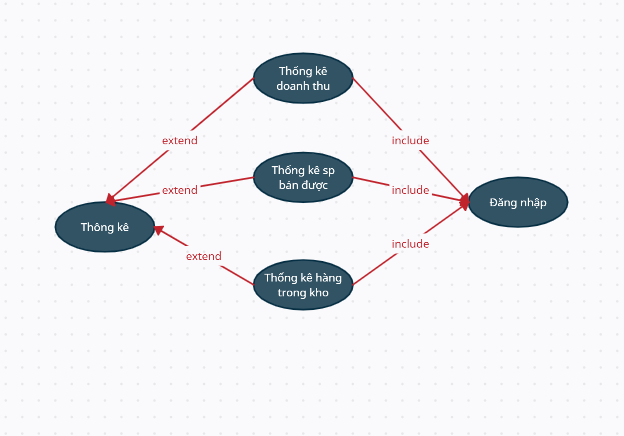 Thống kê
doanh thu
extend
include
Thống kê sp
bán được
extend
include
Đăng nhập
Thông kê
extend
include
Thống kê hàng
trong kho